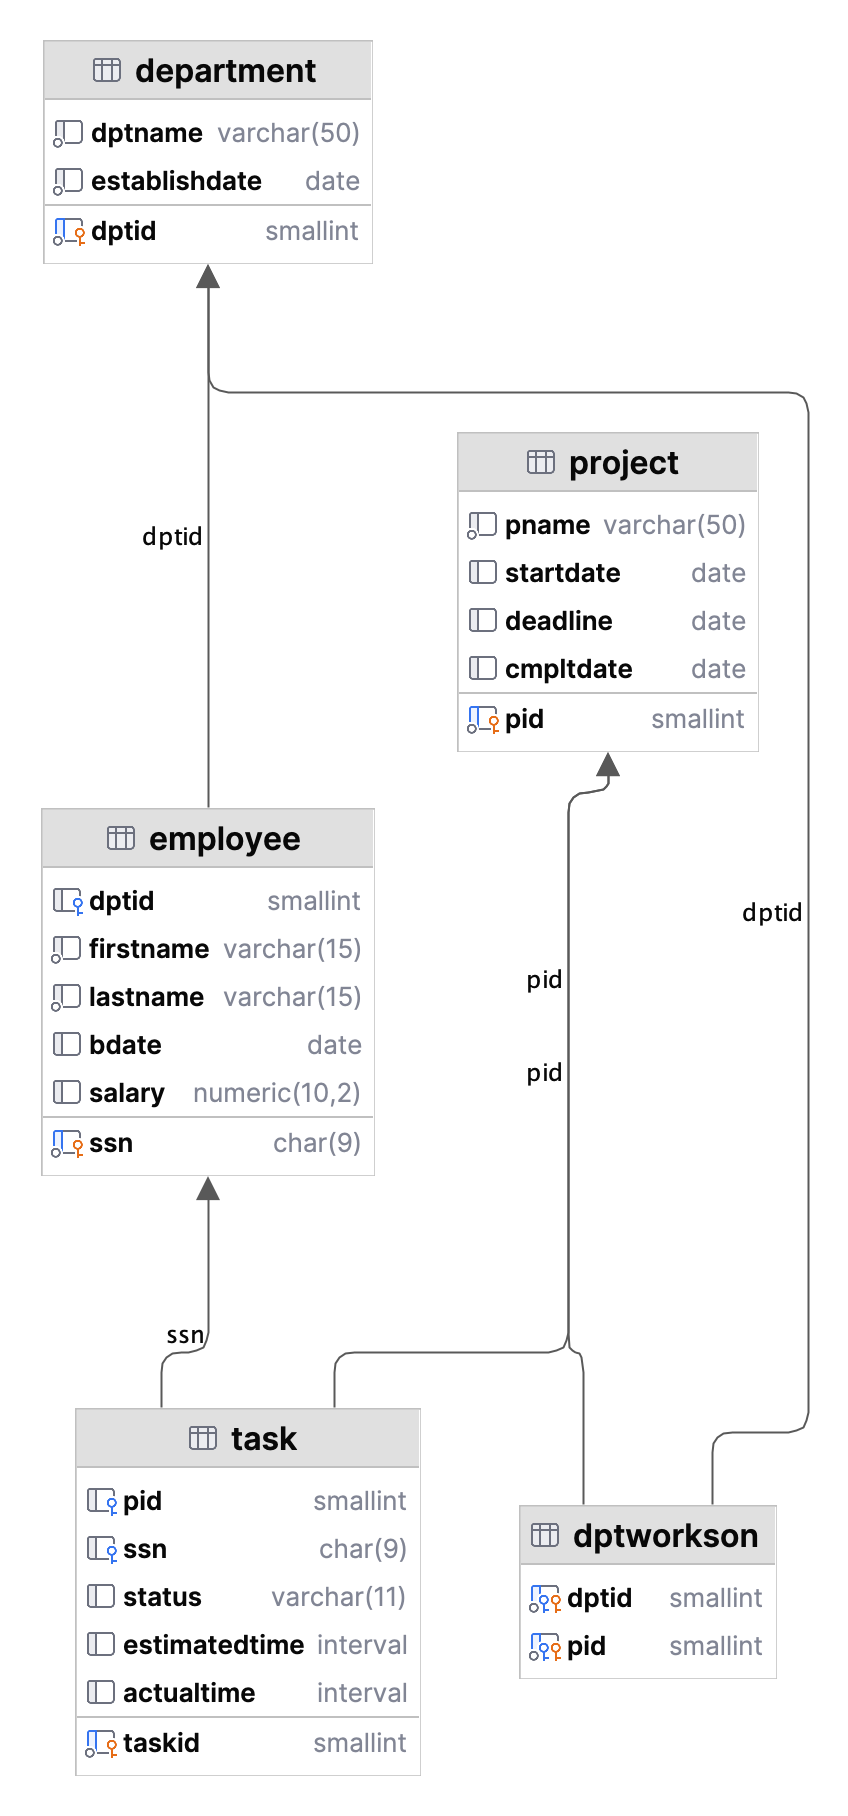 department
dptname varchar(50)
establishdate date
dptid smallint
dptid
project
pname varchar(50)
startdate date
deadline date
cmpltdate date
pid smallint
employee
dptid smallint
firstname varchar(15)
lastname varchar(15)
bdate date
salary numeric(10,2)
ssn char(9)
dptid
pid
pid
ssn
task
pid smallint
ssn char(9)
status varchar(11)
estimatedtime interval
actualtime interval
taskid smallint
dptworkson
dptid smallint
pid smallint